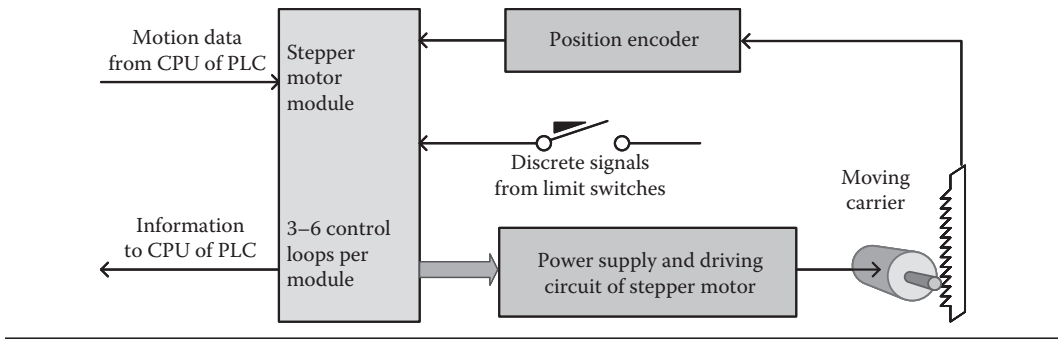 Motion data
from CPU of PLC
Stepper
motor
module
Position encoder
Discrete signals
from limit switches
Moving
carrier
Information
to CPU of PLC
3–6 control
loops per
module
Power supply and driving
circuit of stepper motor